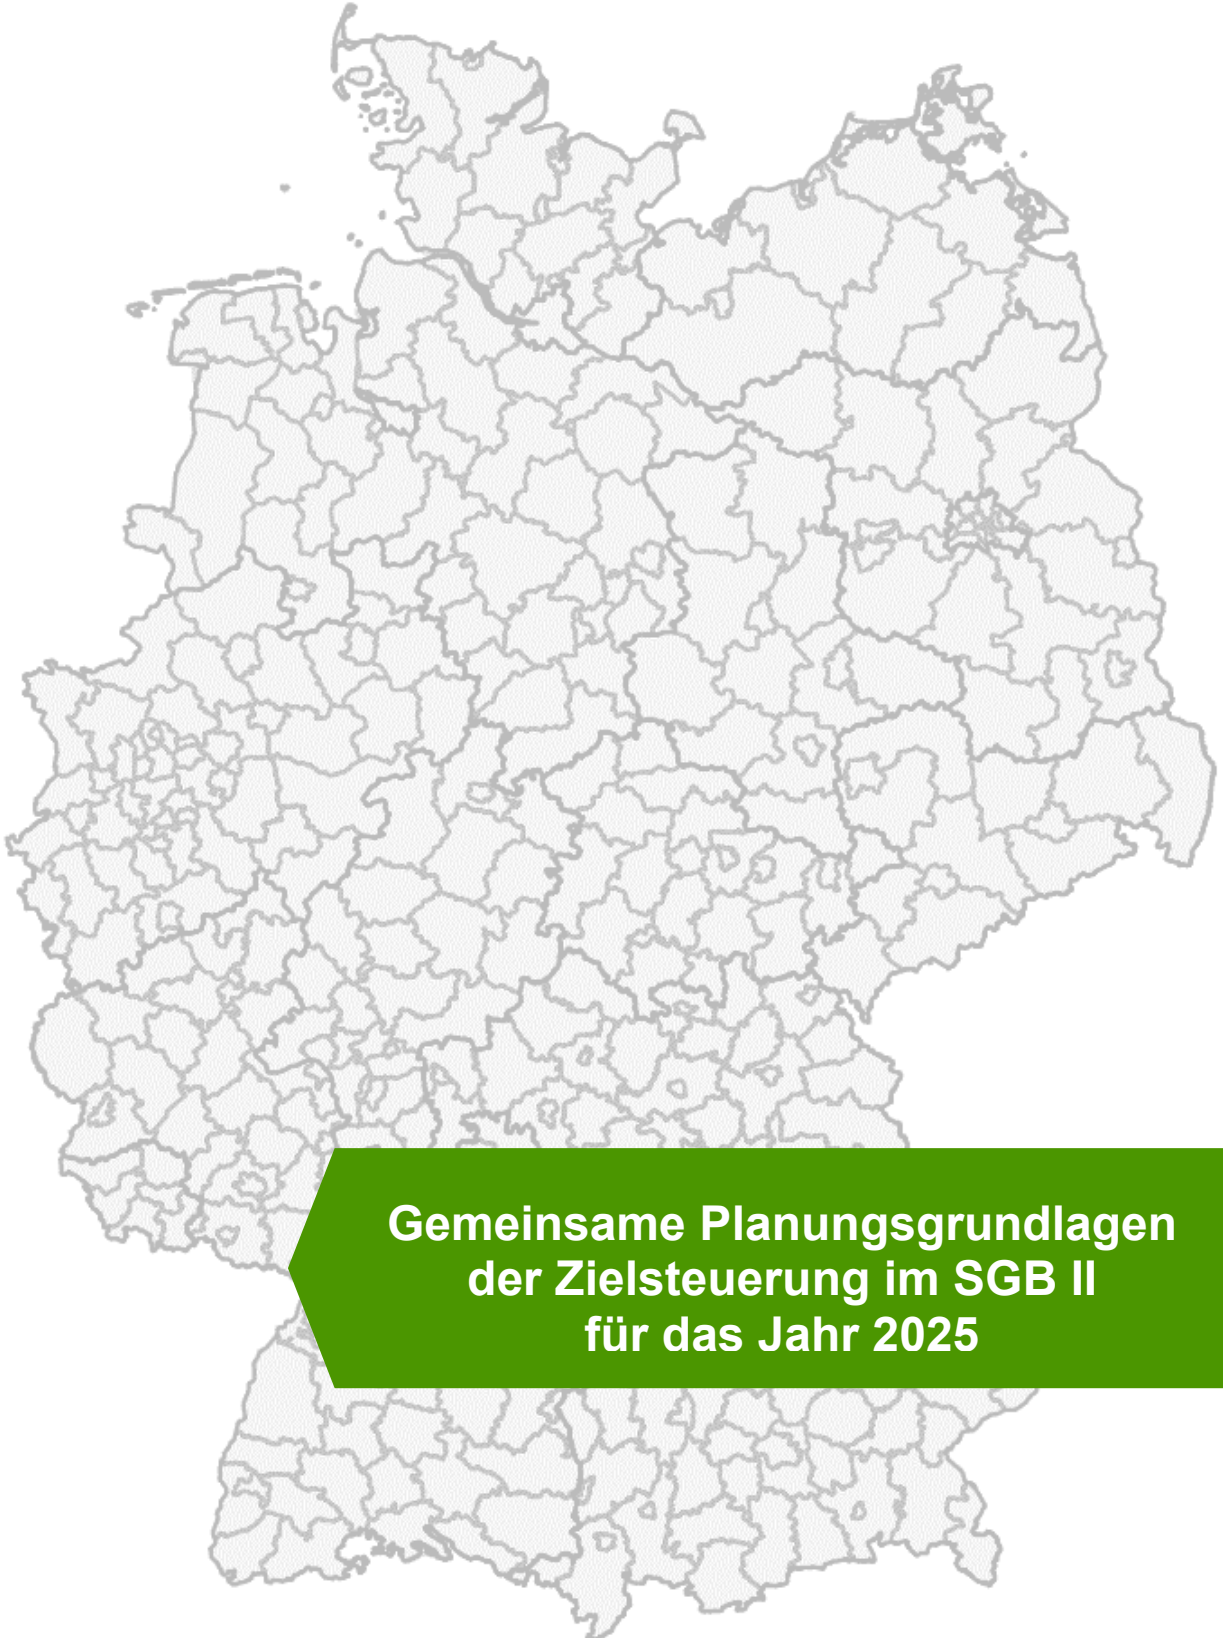 Gemeinsame Planungsgrundlagen
der Zielsteuerung im SGB II
für das Jahr 2025